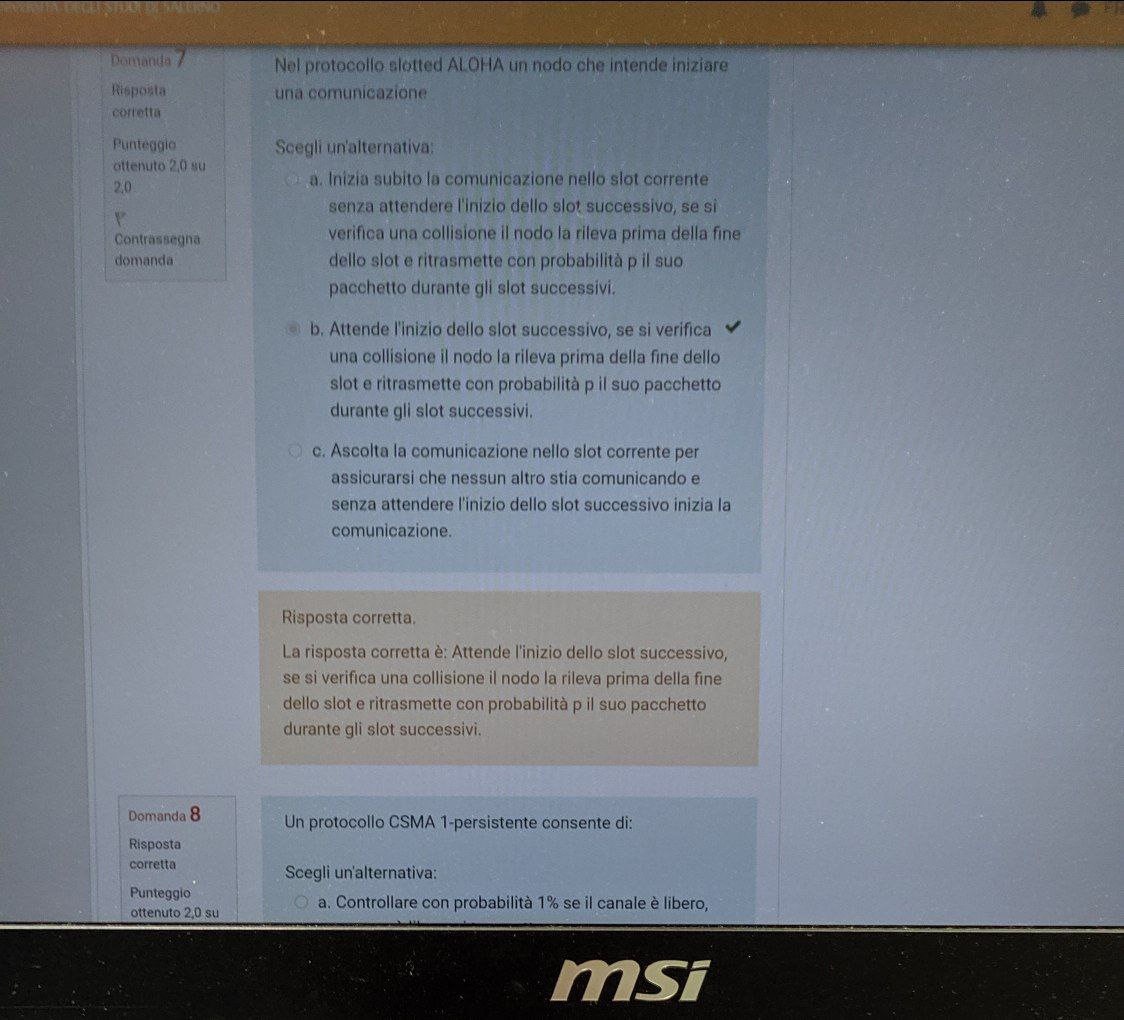 UNIVERSITÀ DEGLI STUDI DI SALERNO
Domanda 7
Risposta
corretta
Punteggio
ottenuto 2,0 su
2,0
Contrassegna
domanda
Nel protocollo slotted ALOHA un nodo che intende iniziare
una comunicazione
Scegli un'alternativa:
a. Inizia subito la comunicazione nello slot corrente
senza attendere l'inizio dello slot successivo, se si
verifica una collisione il nodo la rileva prima della fine
dello slot e ritrasmette con probabilità p il suo
pacchetto durante gli slot successivi.
b. Attende l'inizio dello slot successivo, se si verifica
una collisione il nodo la rileva prima della fine dello
slot e ritrasmette con probabilità p il suo pacchetto
durante gli slot successivi.
c. Ascolta la comunicazione nello slot corrente per
assicurarsi che nessun altro stia comunicando e
senza attendere l'inizio dello slot successivo inizia la
comunicazione.
Risposta corretta.
La risposta corretta è: Attende l'inizio dello slot successivo,
se si verifica una collisione il nodo la rileva prima della fine
dello slot e ritrasmette con probabilità p il suo pacchetto
durante gli slot successivi.
Domanda 8
Risposta
corretta
Punteggio
ottenuto 2,0 su
Un protocollo CSMA 1-persistente consente di:
Scegli un'alternativa:
a. Controllare con probabilità 1% se il canale è libero,
msi